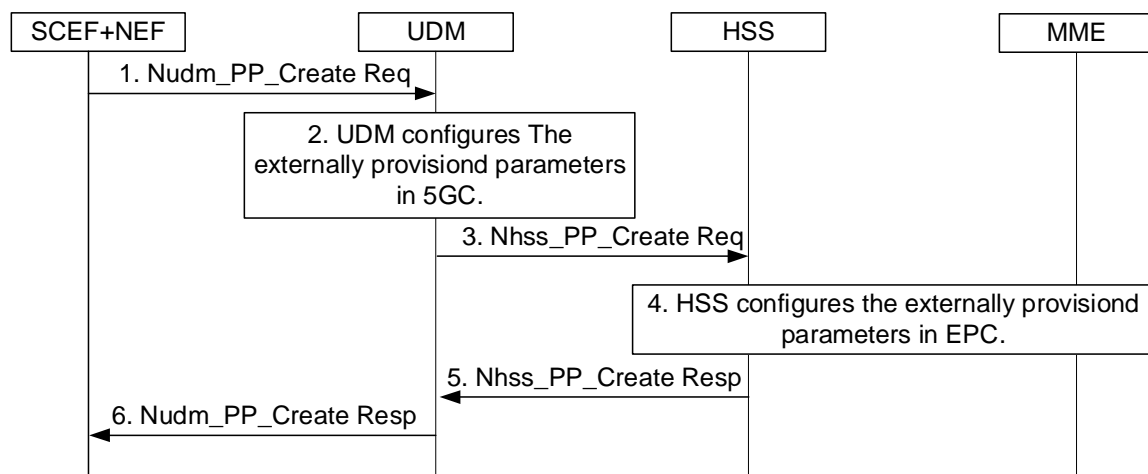 SCEF+NEF
UDM
HSS
MME
1. Nudm_PP_Create Req
2. UDM configures The
externally provisiond parameters
in 5GC.
3. Nhss_PP_Create Req
4. HSS configures the externally provisiond
parameters in EPC.
5. Nhss_PP_Create Resp
6. Nudm_PP_Create Resp